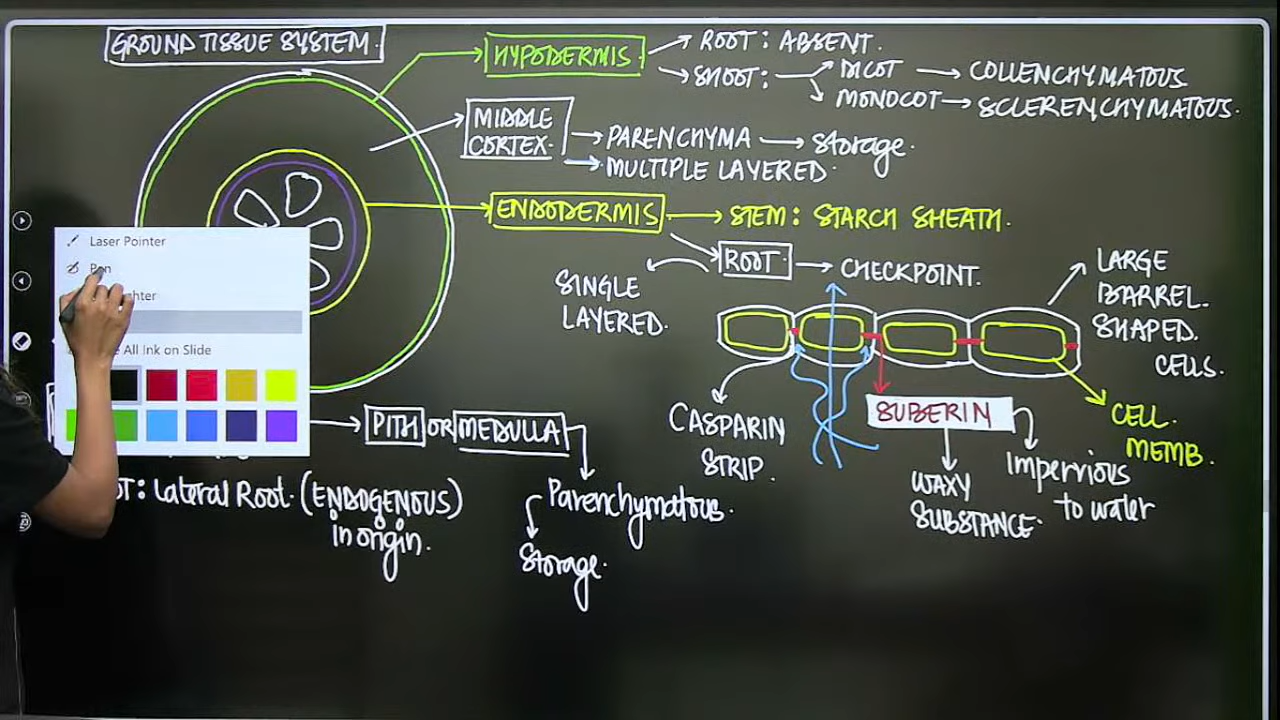 GROUND TISSUE SYSTEM.
HYPODERMIS.
ROOT: ABSENT.
SHOOT:
DICOT
COLLENCHYMATOUS
MONOCOT
SCLERENCHYMATOUS.
MIDDLE
CORTEX.
PARENCHYMA
Storage.
MULTIPLE LAYERED.
ENDODERMIS
STEM: STARCH SHEATH.
ROOT
CHECKPOINT.
SINGLE
LAYERED.
LARGE
BARREL.
SHAPED.
CELLS.
CASPARIN
STRIP.
SUBERIN
CELL.
MEMB.
WAXY
SUBSTANCE.
Impervious
to water
Laser Pointer
Pen
All Ink on Slide
PITH OR MEDULLA
Parenchymatous.
Storage.
: Lateral Root. (ENDOGENOUS)
in origin.